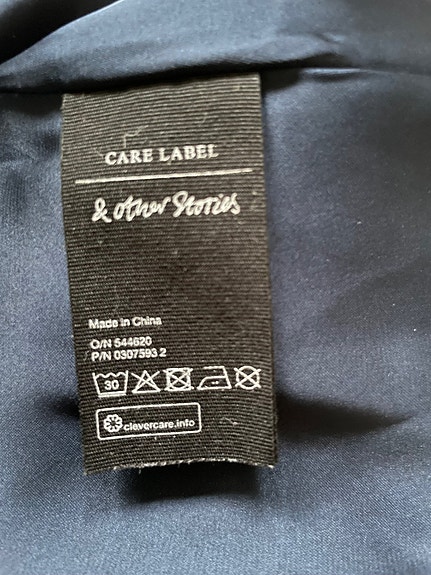 CARE LABEL
& other Stories
Made in China
O/N 544620
P/N 0307593 2
30
clevercare.info